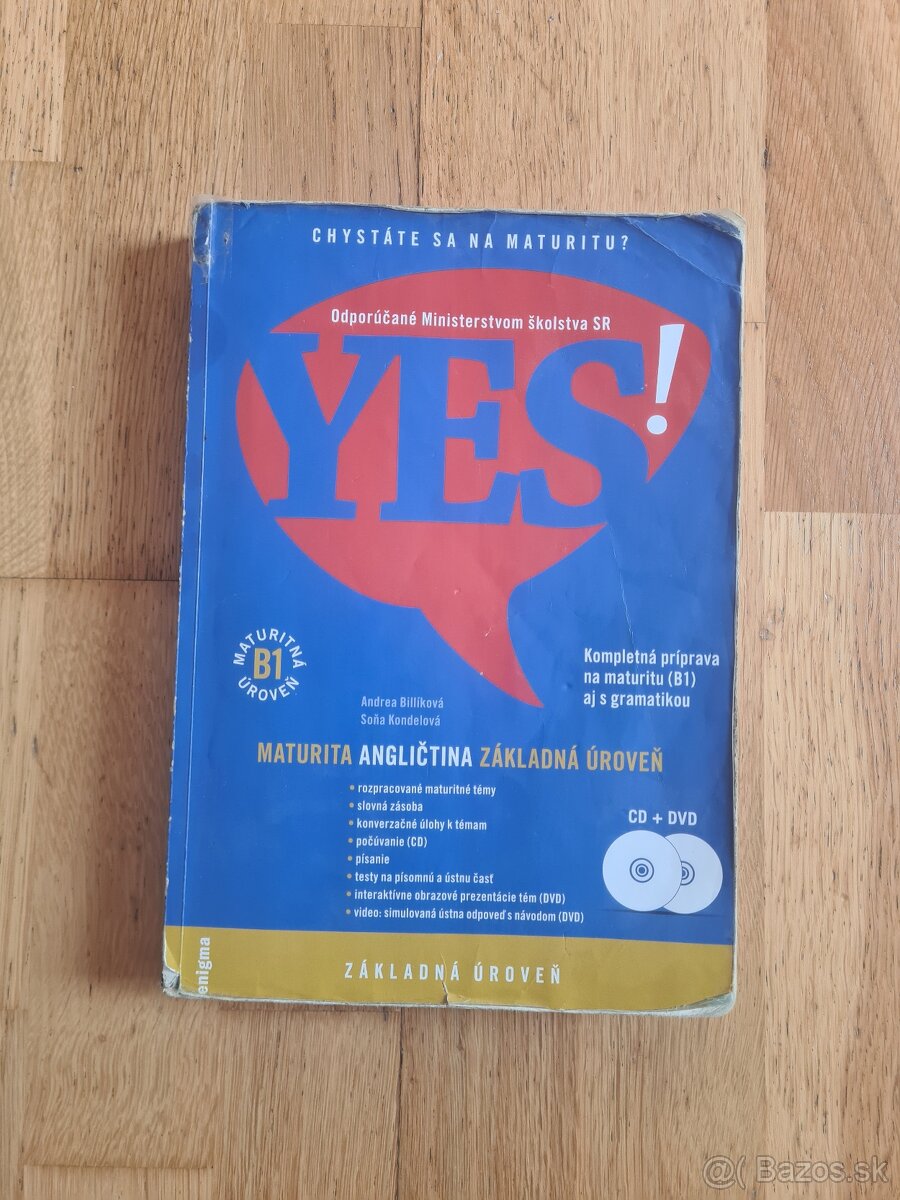 CHYSTÁTE SA NA MATURITU?
Odporúčané Ministerstvom školstva SR
YES!
MATURITNÁ
B1
ÚROVEŇ
Kompletná príprava
na maturitu (B1)
aj s gramatikou
Andrea Billíková
Soňa Kondelová
MATURITA ANGLIČTINA ZÁKLADNÁ ÚROVEŇ
• rozpracované maturitné témy
• slovná zásoba
• konverzačné úlohy k témam
• počúvanie (CD)
• písanie
• testy na písomnú a ústnu časť
• interaktívne obrazové prezentácie tém (DVD)
• video: simulovaná ústna odpoveď s návodom (DVD)
CD + DVD
enigma
ZÁKLADNÁ ÚROVEŇ
@( Bazos.sk